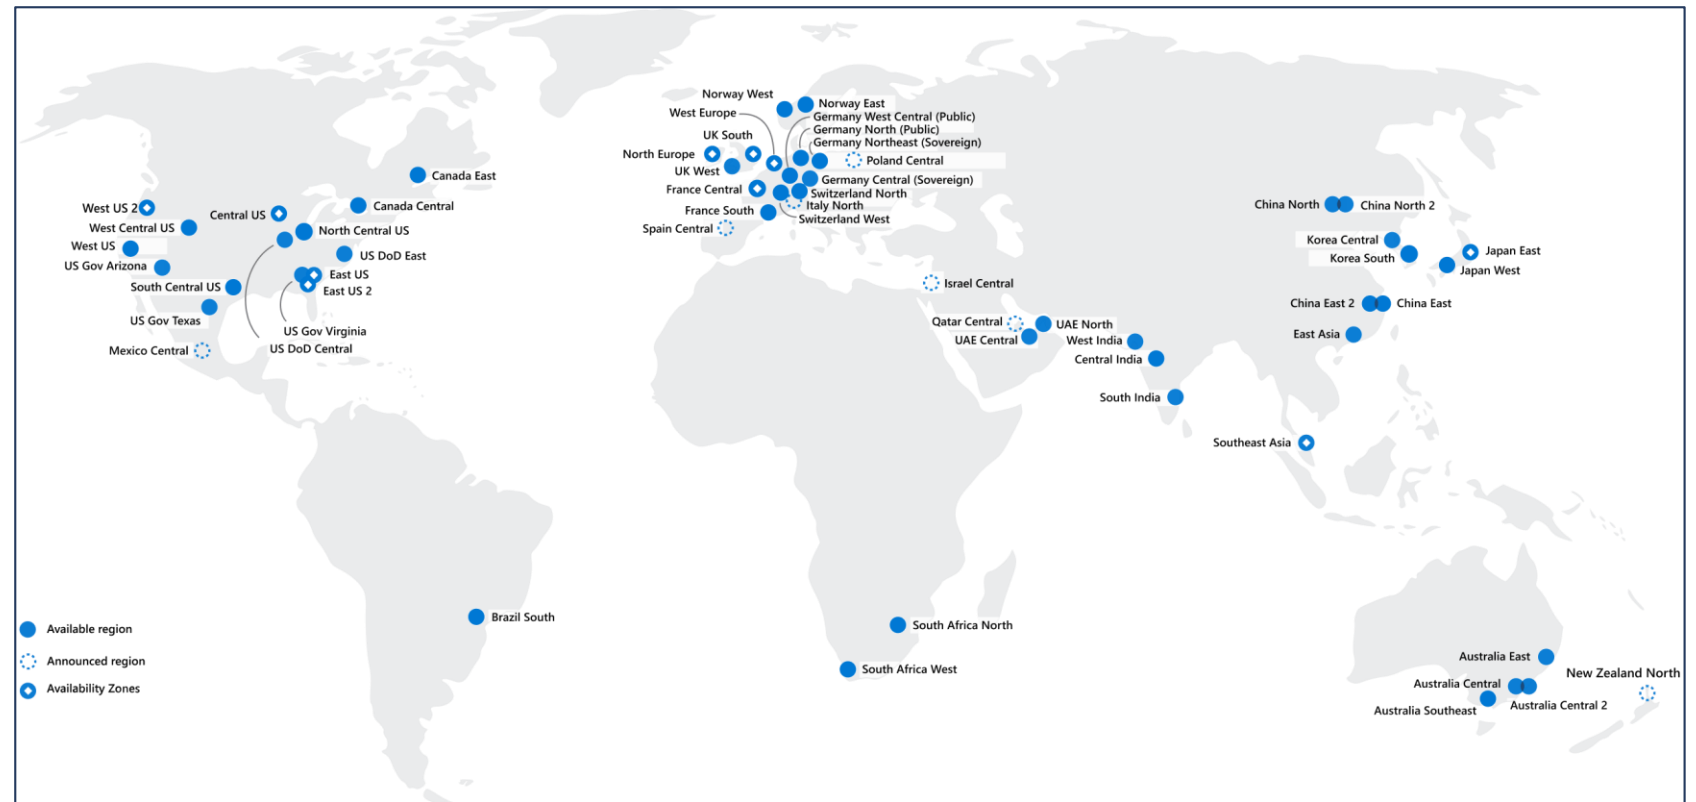 Norway West
Norway East
West Europe
Germany West Central (Public)
Germany North (Public)
UK South
Germany Northeast (Sovereign)
North Europe
Poland Central
UK West
Canada East
Germany Central (Sovereign)
France Central
Switzerland North
Italy North
West US 2
Central US
Canada Central
France South
Switzerland West
China North
China North 2
West Central US
North Central US
Spain Central
Korea Central
West US
US DoD East
Korea South
Japan East
US Gov Arizona
East US
Japan West
South Central US
East US 2
Israel Central
China East 2
China East
US Gov Texas
US Gov Virginia
Qatar Central
UAE North
UAE Central
West India
East Asia
Mexico Central
US DoD Central
Central India
South India
Southeast Asia
Brazil South
South Africa North
Available region
Announced region
Availability Zones
South Africa West
Australia East
New Zealand North
Australia Central
Australia Central 2
Australia Southeast